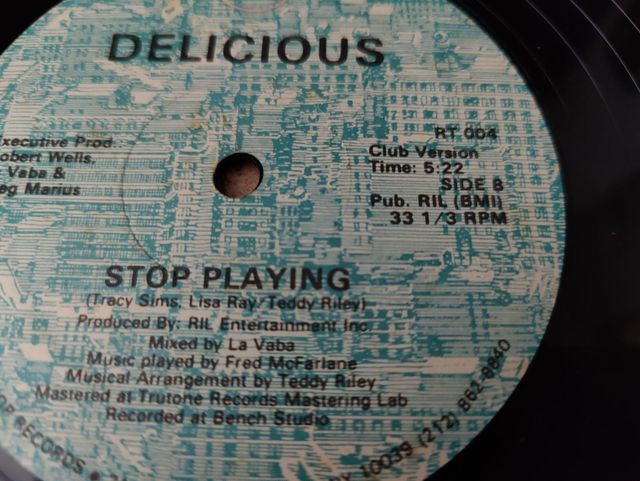 DELICIOUS
Executive Prod
Robert Wells,
Vaba &
Marius
RT 004
Club Version
Time: 5:22
SIDE B
Pub. RIL (BMI)
33 1/3 RPM
STOP PLAYING
(Tracy Sims, Lisa Ray, Teddy Riley)
Produced By: RIL Entertainment Inc.
Mixed by La Vaba
Music played by Fred McFarlane
Musical Arrangement by Teddy Riley
Mastered at Trutone Records Mastering Lab
Recorded at Bench Studio
RECORDS • 10039 (212) 862-8840